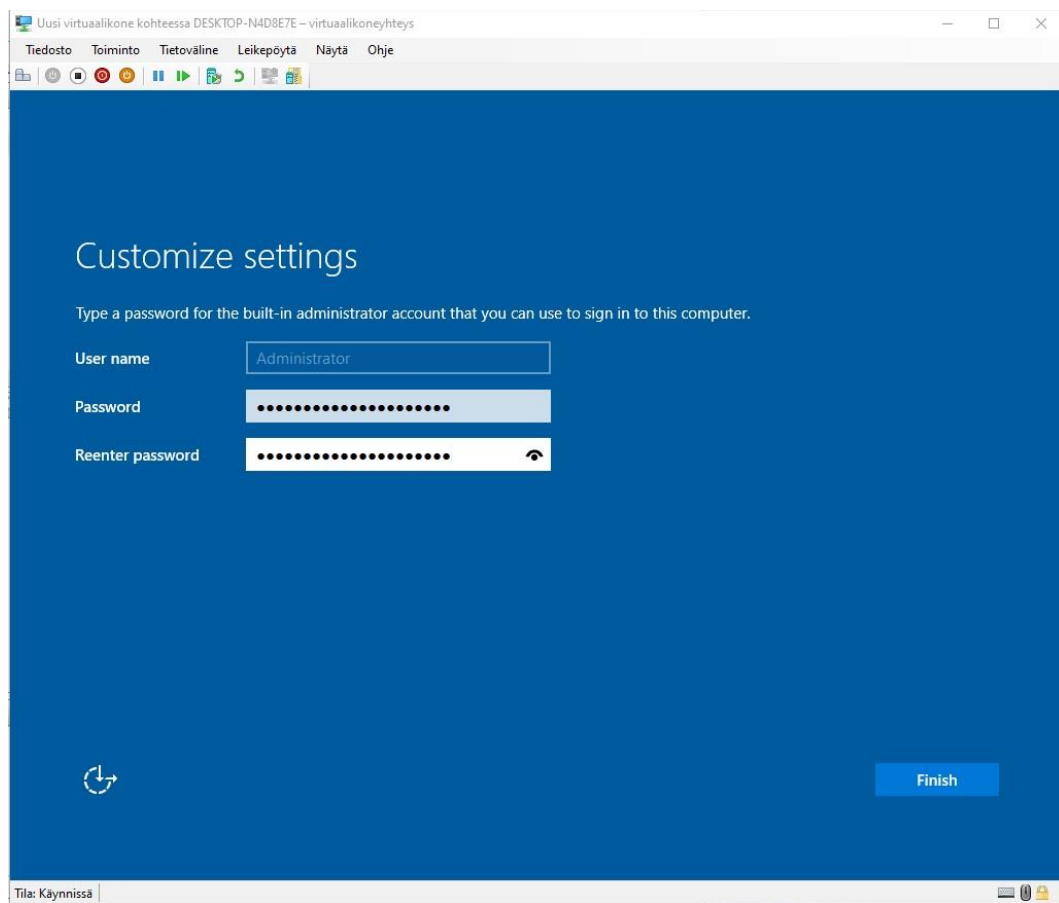 Uusi virtuaalikone kohteessa DESKTOP-N4D8E7E – virtuaalikoneyhteys
Tiedosto Toiminto Tietoväline Leikepöytä Näytä Ohje
Customize settings
Type a password for the built-in administrator account that you can use to sign in to this computer.
User name Administrator
Password ●●●●●●●●●●●●●●●●●●●●●
Reenter password ●●●●●●●●●●●●●●●●●●●●●
Finish
Tila: Käynnissä